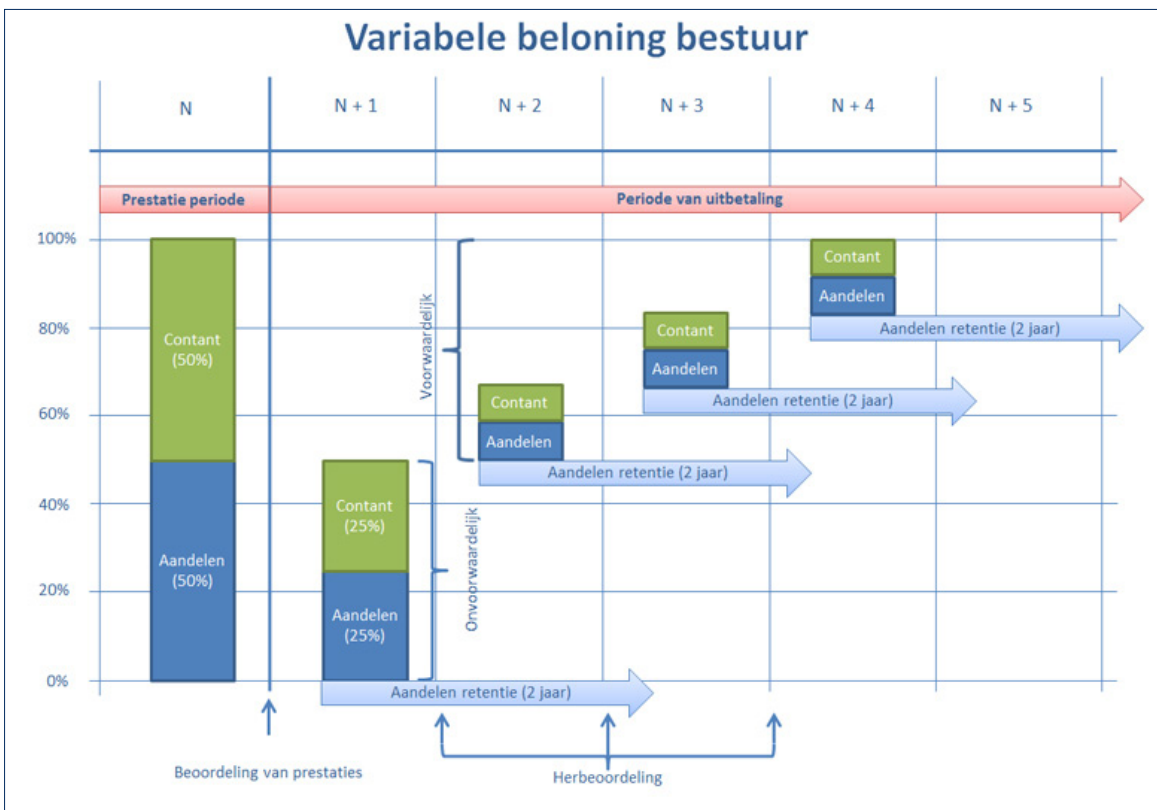 Variabele beloning bestuur
N
N + 1
N + 2
N + 3
N + 4
N + 5
Prestatie periode
Periode van uitbetaling
100%
80%
60%
40%
20%
0%
Contant
(50%)
Aandelen
(50%)
Contant
(25%)
Aandelen
(25%)
Onvoorwaardelijk
Aandelen retentie (2 jaar)
Voorwaardelijk
Contant
Aandelen
Aandelen retentie (2 jaar)
Contant
Aandelen
Aandelen retentie (2 jaar)
Contant
Aandelen
Aandelen retentie (2 jaar)
Beoordeling van prestaties
Herbeoordeling